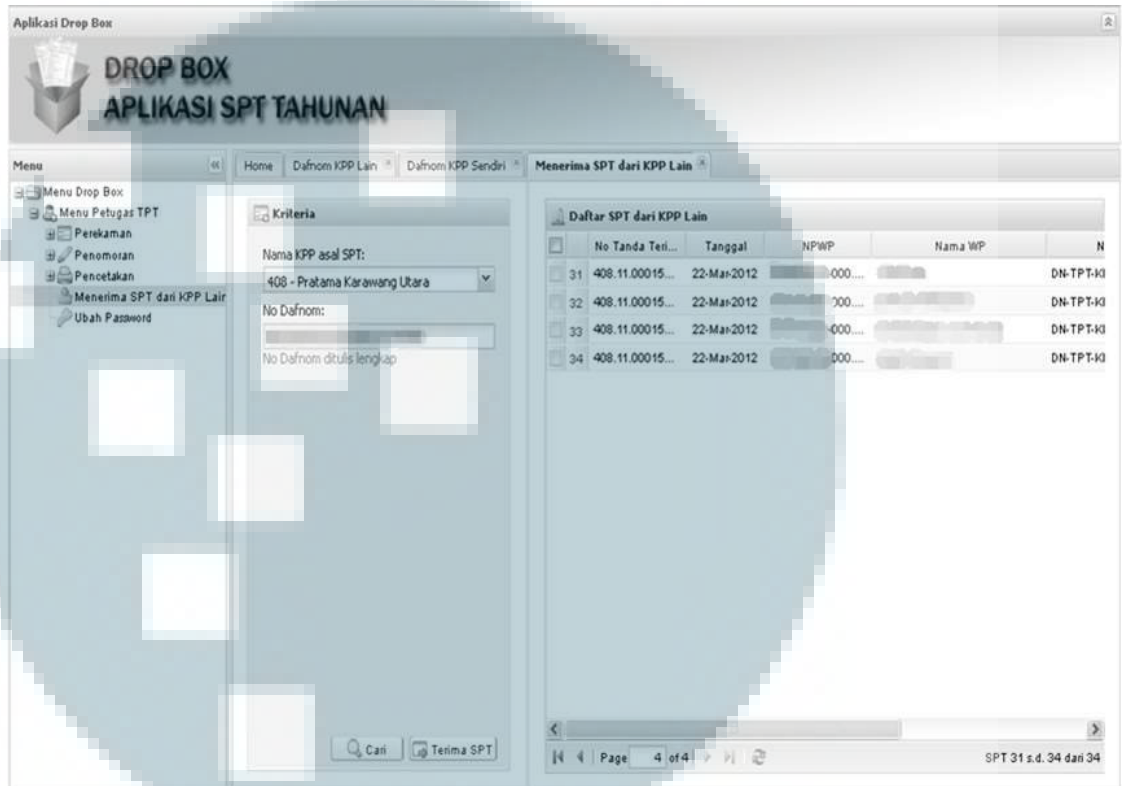 Aplikasi Drop Box
DROP BOX
APLIKASI SPT TAHUNAN
Menu
Menu Drop Box
Menu Petugas TPT
Perekaman
Penomoran
Pencetakan
Menerima SPT dari KPP Lair
Ubah Password
Home Dafnom KPP Lain Dafnom KPP Sendiri Menerima SPT dari KPP Lain
Kriteria
Nama KPP asal SPT:
408 - Pratama Karawang Utara
No Dafnom:
No Dafnom ditulis lengkap
Cari Terima SPT
Daftar SPT dari KPP Lain
No Tanda Teri... Tanggal NPWP Nama WP N
31 408.11.00015... 22-Mar-2012 -000.... DN-TPT-KI
32 408.11.00015... 22-Mar-2012 000.... DN-TPT-KI
33 408.11.00015... 22-Mar-2012 -000.... DN-TPT-KI
34 408.11.00015... 22-Mar-2012 000.... DN-TPT-KI
Page 4 of 4 SPT 31 s.d. 34 dari 34